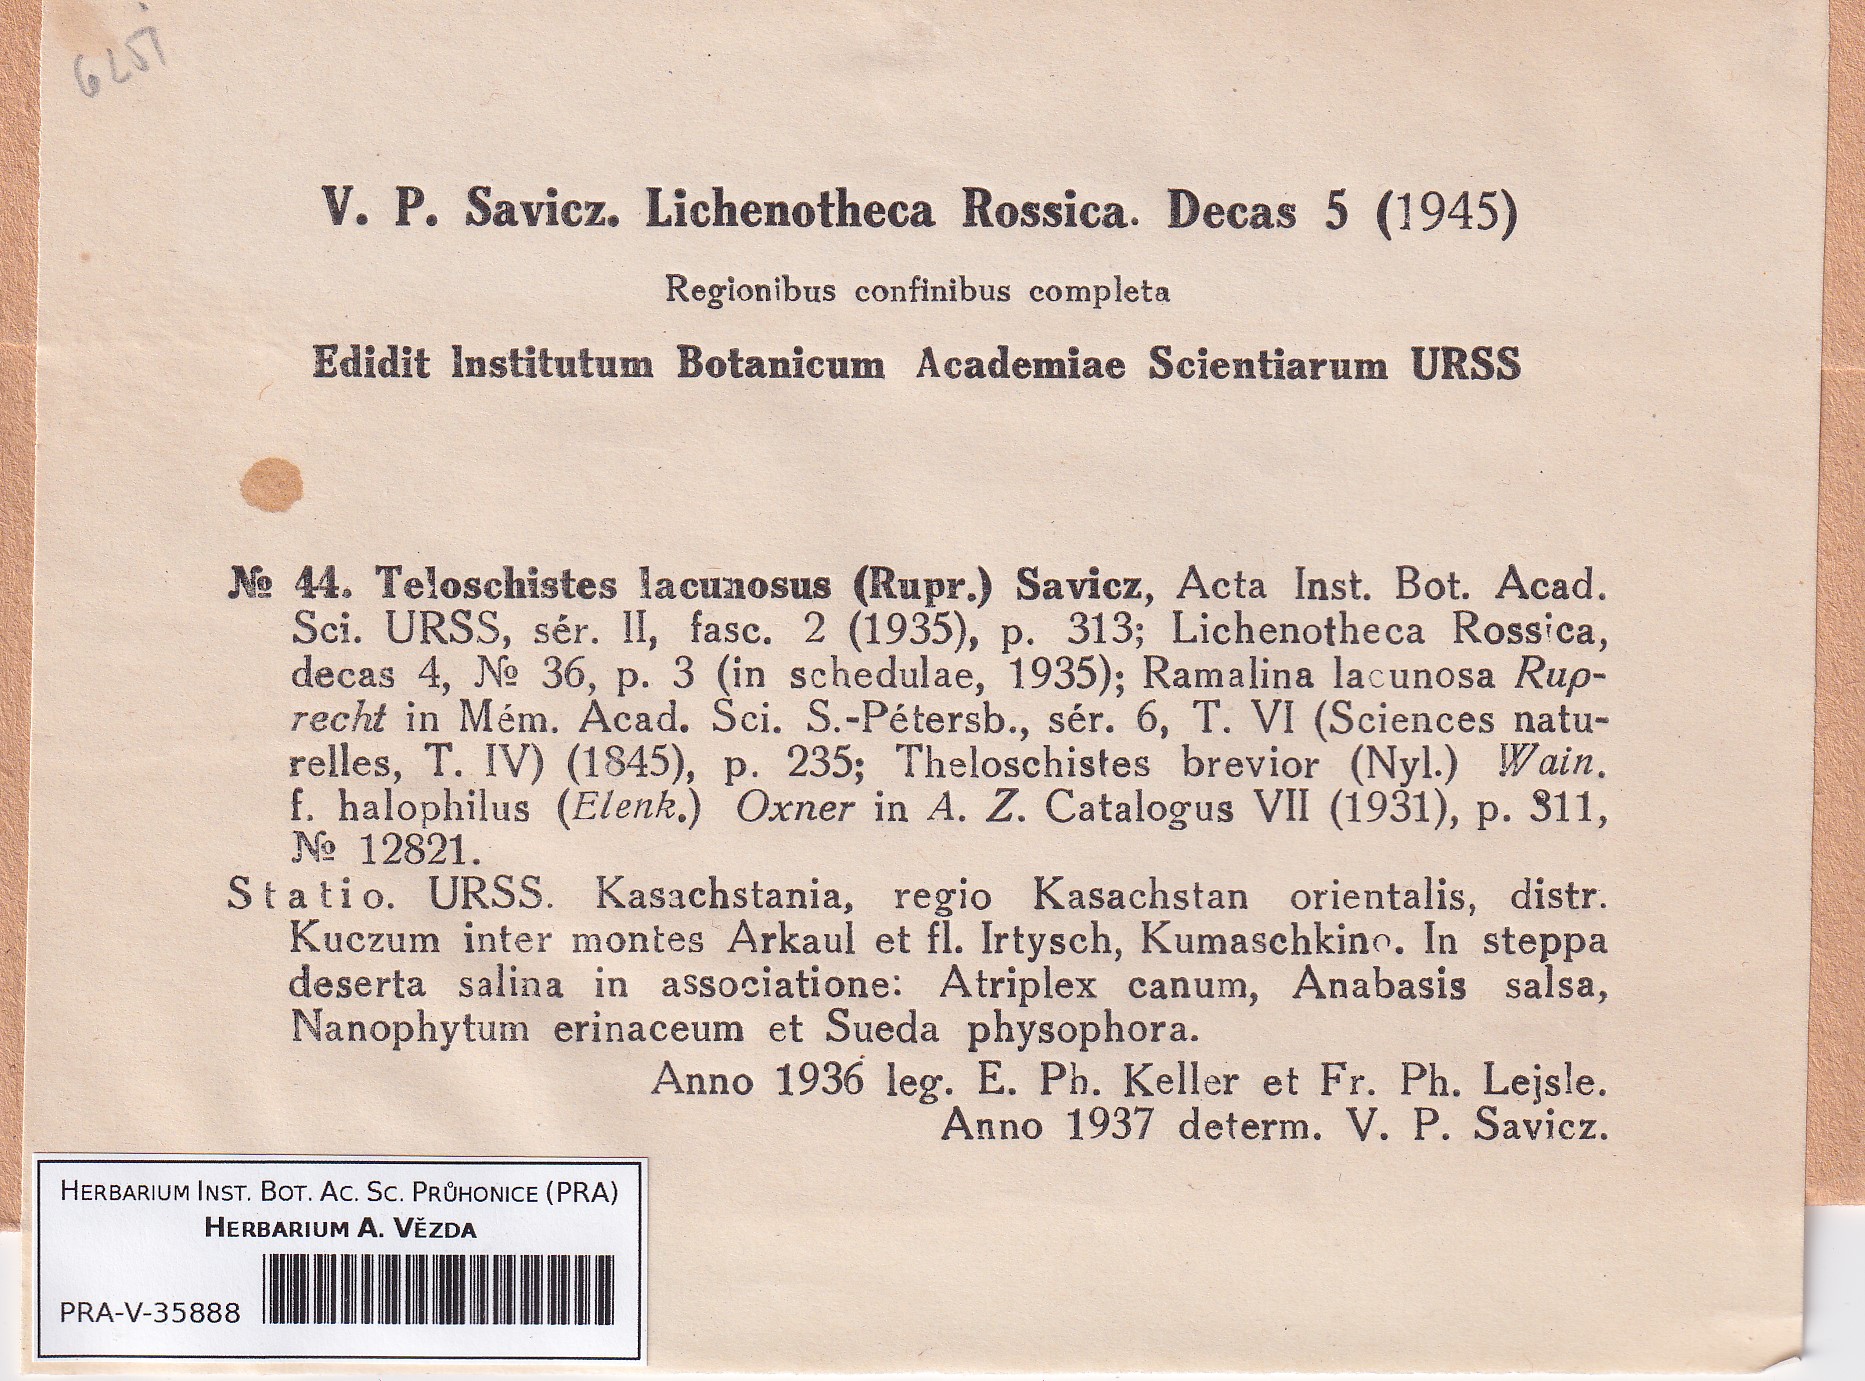 V. P. Savicz. Lichenotheca Rossica. Decas 5 (1945)
Regionibus confinibus completa
Edidit Institutum Botanicum Academiae Scientiarum URSS
№ 44. Teloschistes lacunosus (Rupr.) Savicz, Acta Inst. Bot. Acad.
Sci. URSS, sér. II, fasc. 2 (1935), p. 313; Lichenotheca Rossica,
decas 4, № 36, p. 3 (in schedulae, 1935); Ramalina lacunosa Rup-
recht in Mém. Acad. Sci. S.-Pétersb., sér. 6, T. VI (Sciences natu-
relles, T. IV) (1845), p. 235; Theloschistes brevior (Nyl.) Wain.
f. halophilus (Elenk.) Oxner in A. Z. Catalogus VII (1931), p. 311,
№ 12821.
Statio. URSS. Kasachstania, regio Kasachstan orientalis, distr.
Kuczum inter montes Arkaul et fl. Irtysch, Kumaschkino. In steppa
deserta salina in associatione: Atriplex canum, Anabasis salsa,
Nanophytum erinaceum et Sueda physophora.
Anno 1936 leg. E. Ph. Keller et Fr. Ph. Lejsle.
Anno 1937 determ. V. P. Savicz.
HERBARIUM INST. BOT. AC. SC. PRŮHONICE (PRA)
HERBARIUM A. VĚZDA
PRA-V-35888